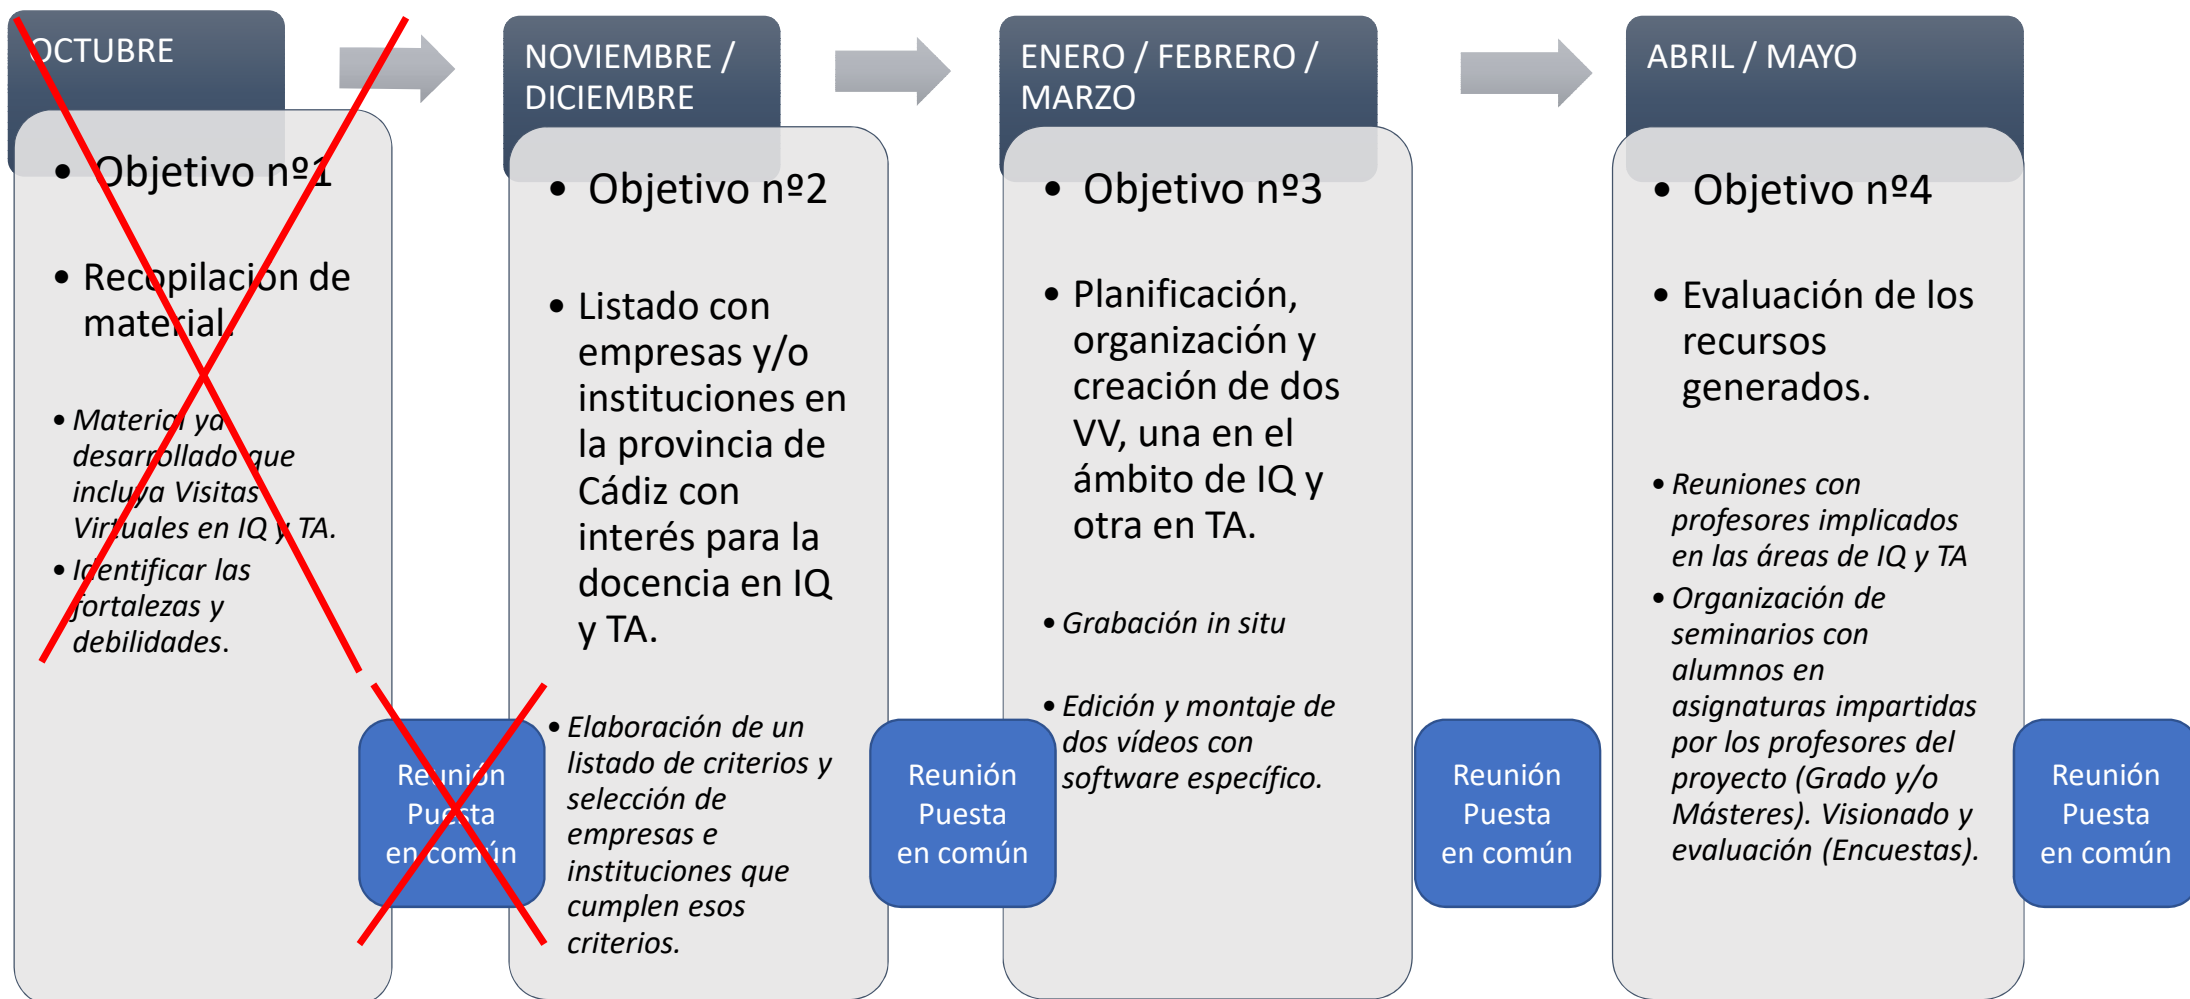 OCTUBRE
• Objetivo nº1
• Recopilación de
material.
• Material ya
desarrollado que
incluya Visitas
Virtuales en IQ y TA.
• Identificar las
fortalezas y
debilidades.
Reunión
Puesta
en común
NOVIEMBRE /
DICIEMBRE
• Objetivo nº2
• Listado con
empresas y/o
instituciones en
la provincia de
Cádiz con
interés para la
docencia en IQ
y TA.
• Elaboración de un
listado de criterios y
selección de
empresas e
instituciones que
cumplen esos
criterios.
Reunión
Puesta
en común
ENERO / FEBRERO /
MARZO
• Objetivo nº3
• Planificación,
organización y
creación de dos
VV, una en el
ámbito de IQ y
otra en TA.
• Grabación in situ
• Edición y montaje de
dos vídeos con
software específico.
Reunión
Puesta
en común
ABRIL / MAYO
• Objetivo nº4
• Evaluación de los
recursos
generados.
• Reuniones con
profesores implicados
en las áreas de IQ y TA
• Organización de
seminarios con
alumnos en
asignaturas impartidas
por los profesores del
proyecto (Grado y/o
Másteres). Visionado y
evaluación (Encuestas).
Reunión
Puesta
en común